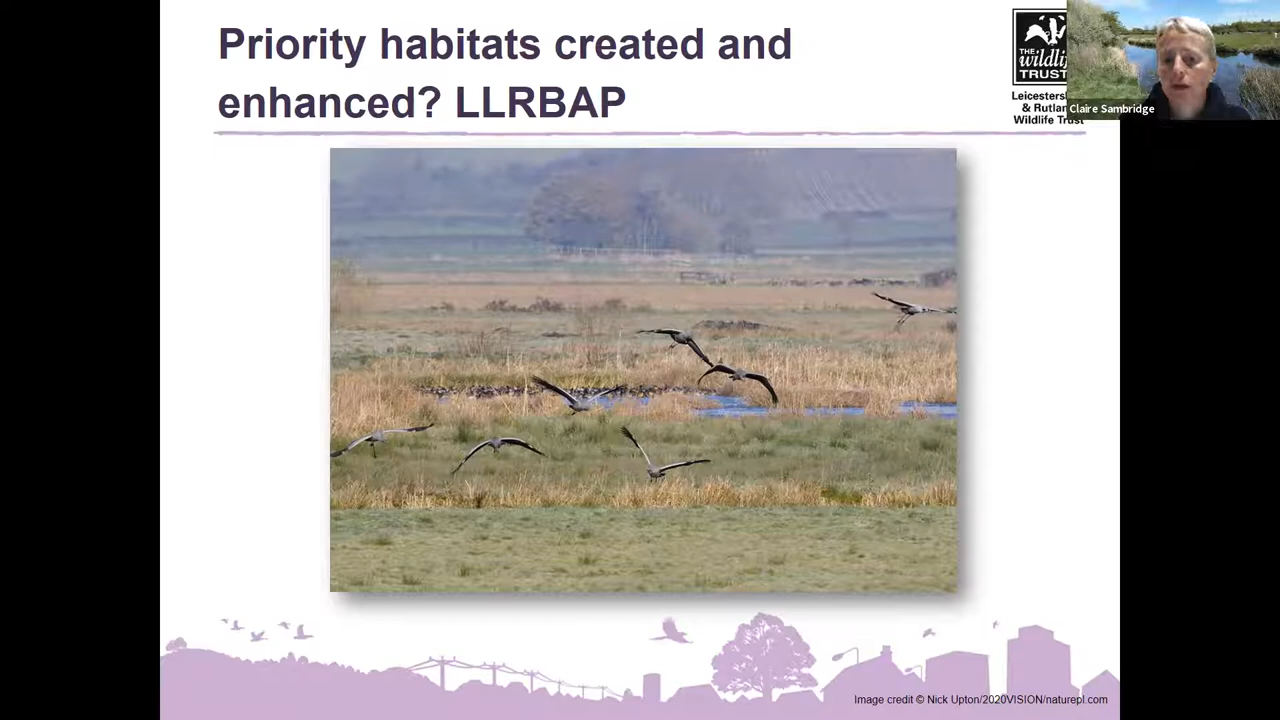 Priority habitats created and
enhanced? LLRBAP
THE
wildli
TRUST
Leicesters
& Rutlan
Wildlife Trust
Claire Sambridge
Image credit © Nick Upton/2020VISION/naturepl.com